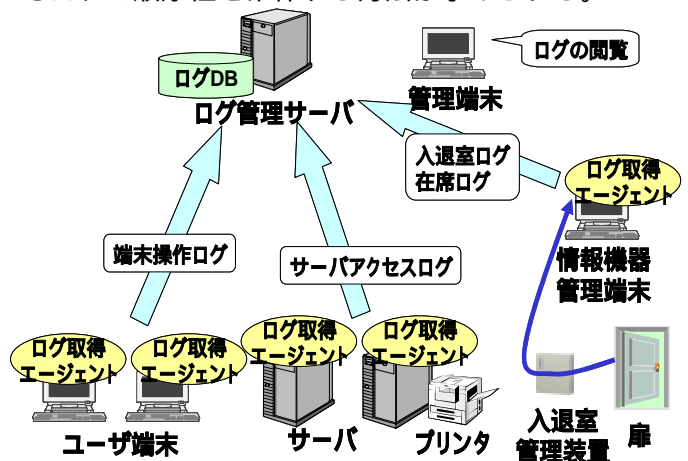 ログDB
ログ管理サーバ
管理端末
ログの閲覧
入退室ログ
在席ログ
ログ取得
エージェント
情報機器
管理端末
端末操作ログ
サーバアクセスログ
ログ取得
エージェント
ログ取得
エージェント
ログ取得
エージェント
ログ取得
エージェント
ユーザ端末
サーバ
プリンタ
入退室
管理装置
扉